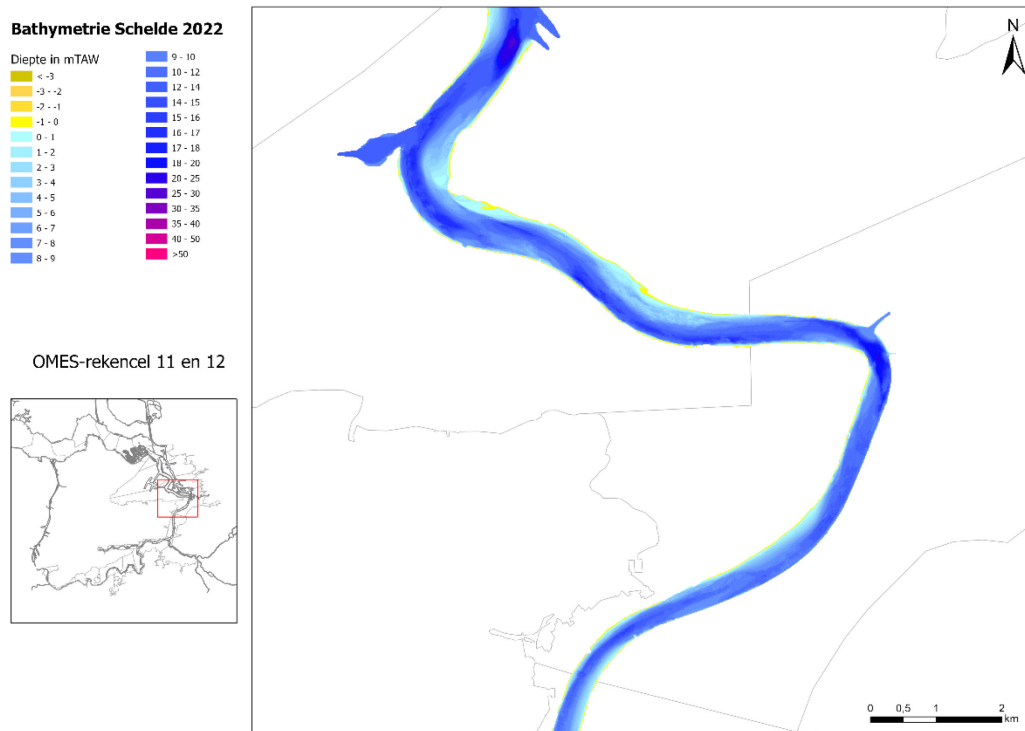 Bathymetrie Schelde 2022
Diepte in mTAW
< -3
-3 - -2
-2 - -1
-1 - 0
0 - 1
1 - 2
2 - 3
3 - 4
4 - 5
5 - 6
6 - 7
7 - 8
8 - 9
9 - 10
10 - 12
12 - 14
14 - 15
15 - 16
16 - 17
17 - 18
18 - 20
20 - 25
25 - 30
30 - 35
35 - 40
40 - 50
>50
OMES-rekencel 11 en 12
N
0 0,5 1 2
km